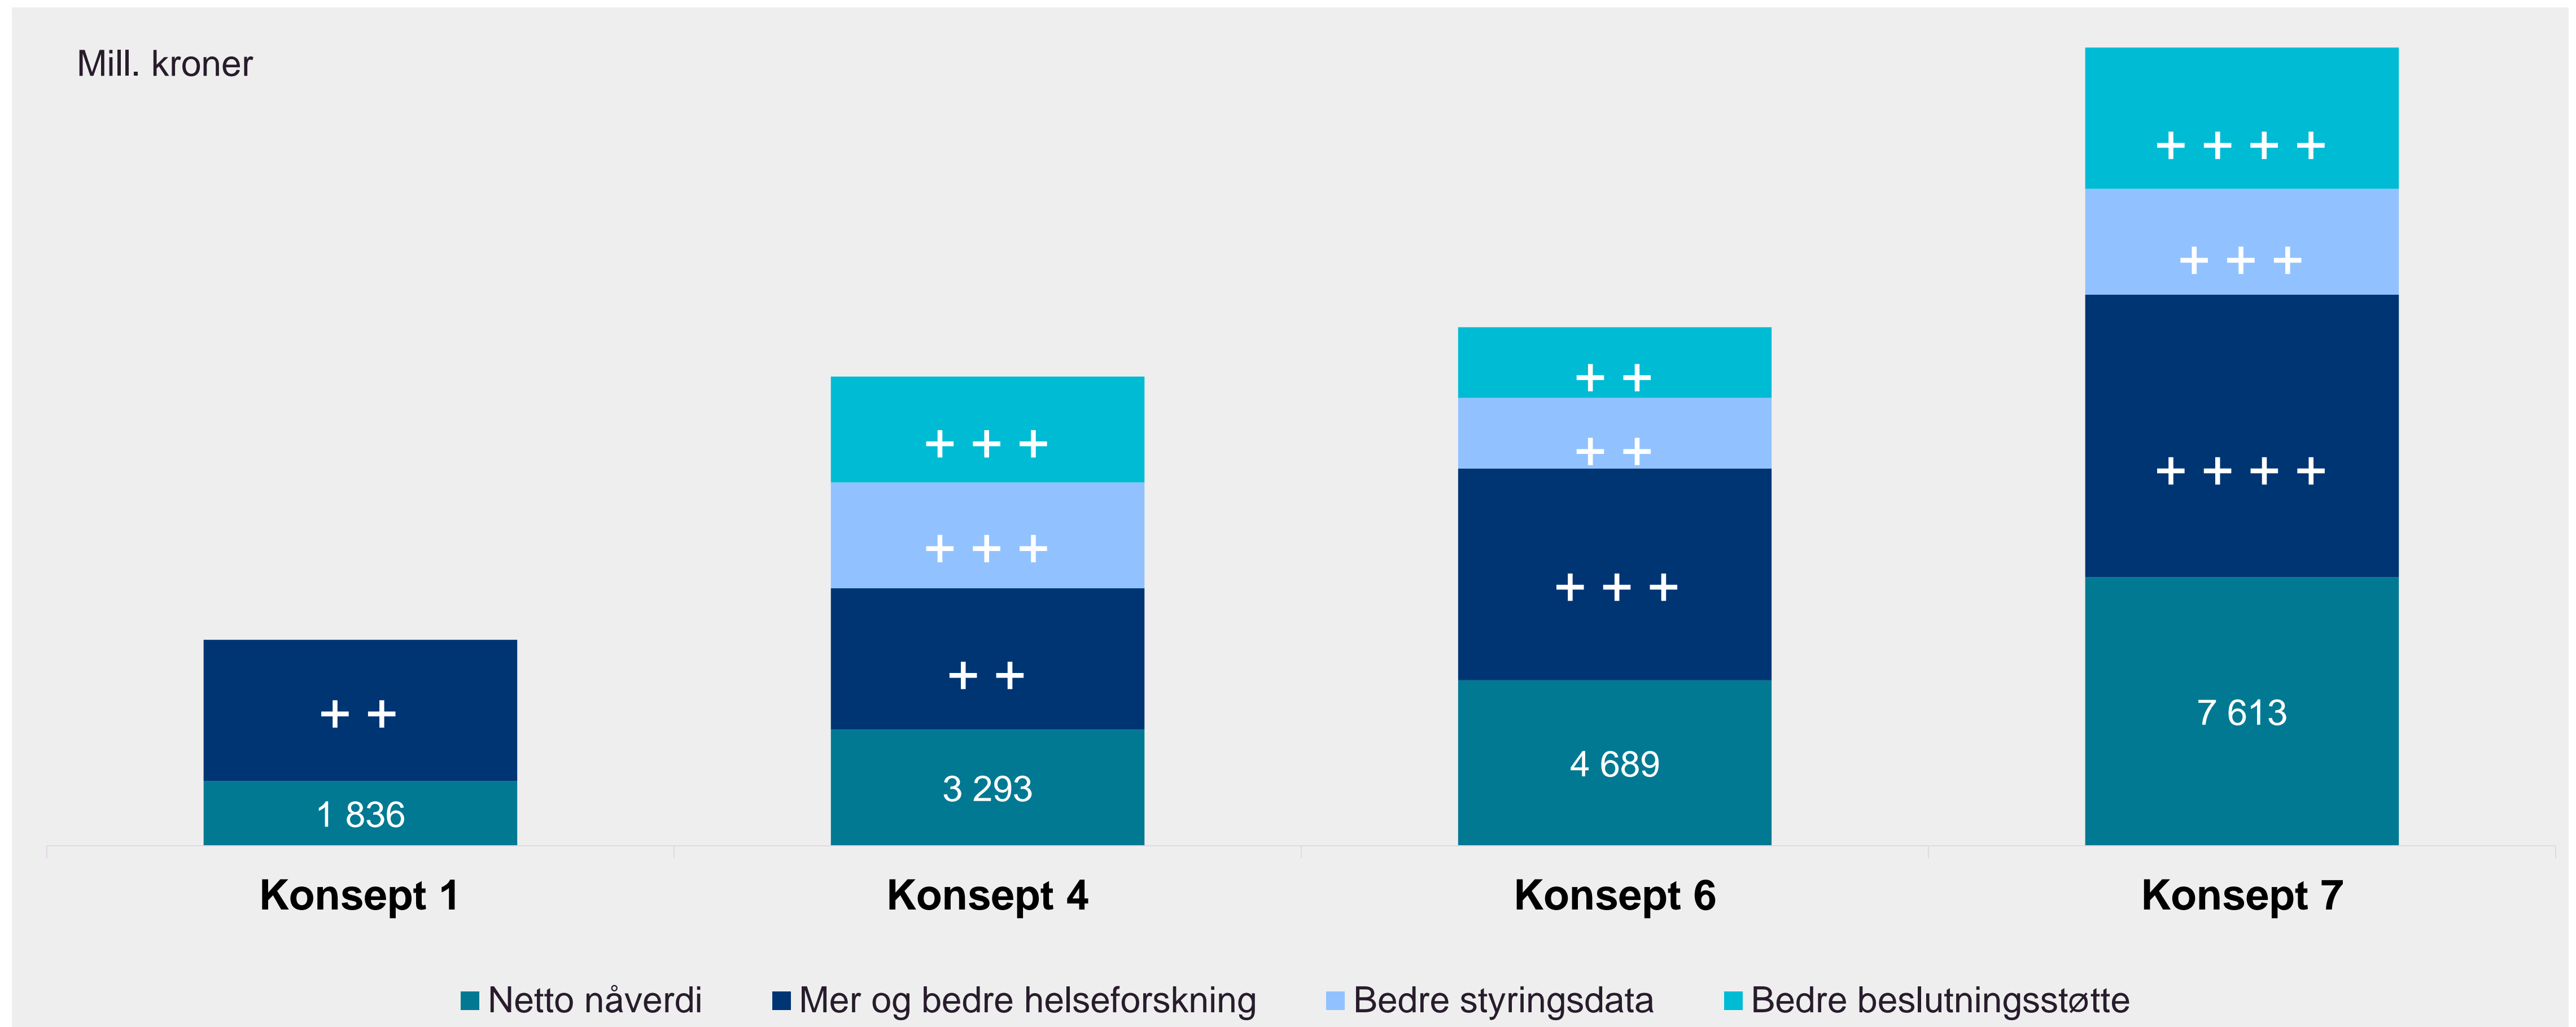 Mill. kroner
+ + + +
+ + +
+ + + +
7 613
+ +
+ +
+ + +
4 689
+ + +
+ + +
+ +
3 293
+ +
1 836
Konsept 1
Konsept 4
Konsept 6
Konsept 7
Netto nåverdi
Mer og bedre helseforskning
Bedre styringsdata
Bedre beslutningsstøtte